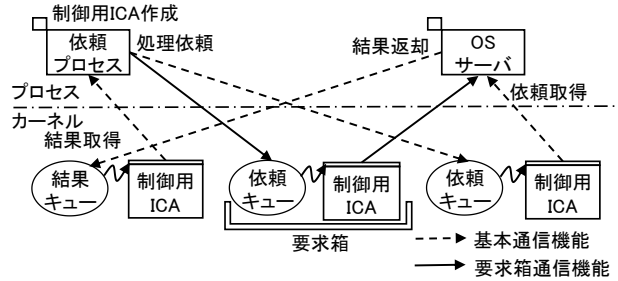 制御用ICA作成
依頼
プロセス
処理依頼
結果返却
OS
サーバ
プロセス
依頼取得
カーネル
結果取得
結果
キュー
制御用
ICA
依頼
キュー
制御用
ICA
依頼
キュー
制御用
ICA
要求箱
基本通信機能
要求箱通信機能